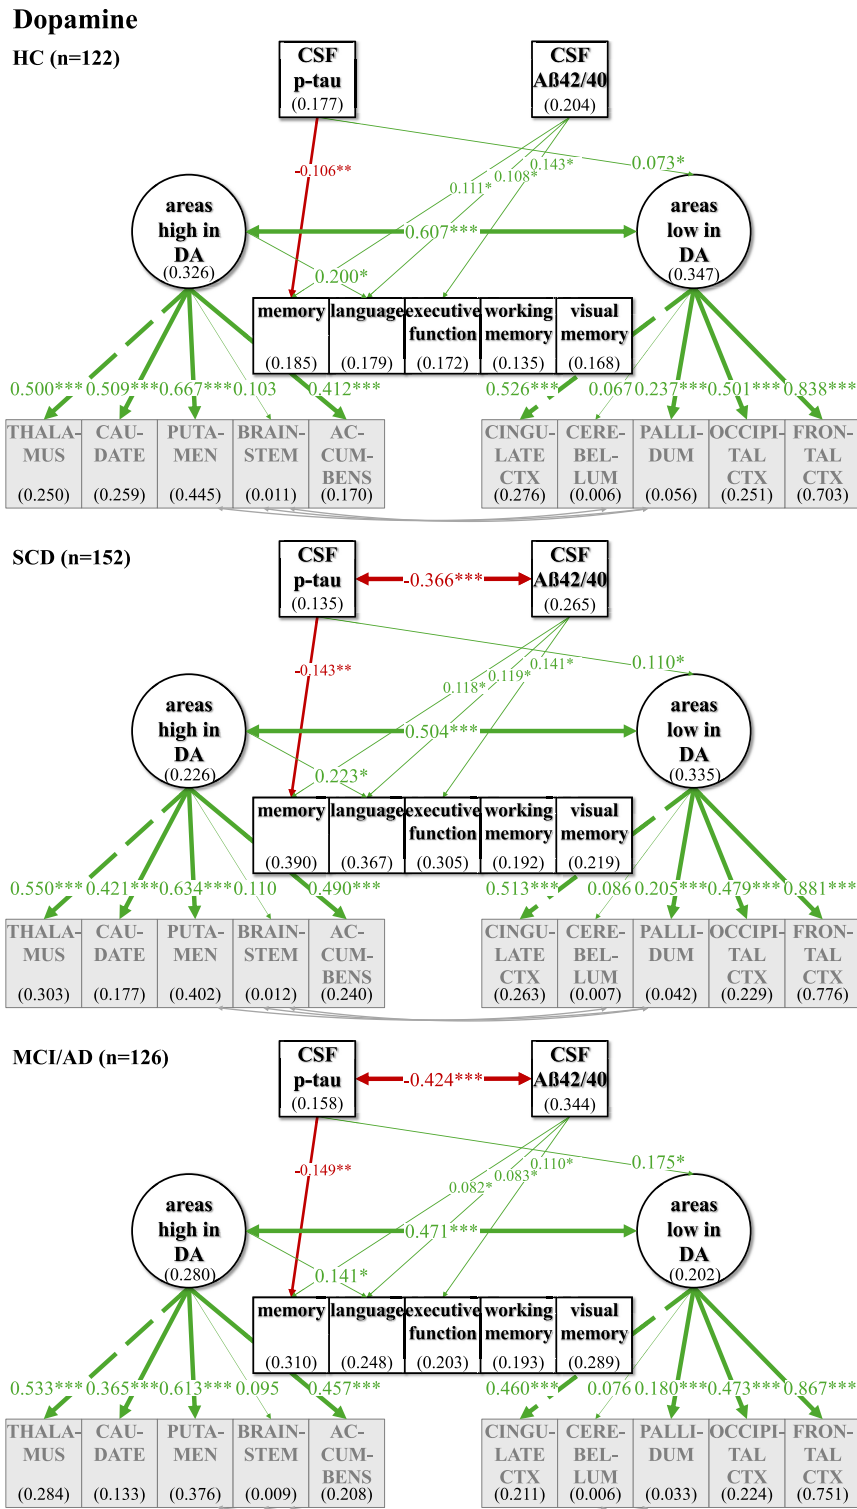 Dopamine
HC (n=122)
CSF
p-tau
(0.177)
CSF
Aß42/40
(0.204)
-0.106**
0.111*
0.108*
0.143*
0.073*
areas
high in
DA
(0.326)
0.607***
areas
low in
DA
(0.347)
0.200*
memory
(0.185)
language
(0.179)
executive
function
(0.172)
working
memory
(0.135)
visual
memory
(0.168)
0.500*** 0.509*** 0.667*** 0.103 0.412***
0.526*** 0.067 0.237*** 0.501*** 0.838***
THALA-
MUS
(0.250)
CAU-
DATE
(0.259)
PUTA-
MEN
(0.445)
BRAIN-
STEM
(0.011)
AC-
CUM-
BENS
(0.170)
CINGU-
LATE
CTX
(0.276)
CERE-
BEL-
LUM
(0.006)
PALLI-
DUM
(0.056)
OCCIPI-
TAL
CTX
(0.251)
FRON-
TAL
CTX
(0.703)
SCD (n=152)
CSF
p-tau
(0.135)
-0.366***
CSF
Aß42/40
(0.265)
-0.143**
0.118*
0.119*
0.141*
0.110*
areas
high in
DA
(0.226)
0.504***
areas
low in
DA
(0.335)
0.223*
memory
(0.390)
language
(0.367)
executive
function
(0.305)
working
memory
(0.192)
visual
memory
(0.219)
0.550*** 0.421*** 0.634*** 0.110 0.490***
0.513*** 0.086 0.205*** 0.479*** 0.881***
THALA-
MUS
(0.303)
CAU-
DATE
(0.177)
PUTA-
MEN
(0.402)
BRAIN-
STEM
(0.012)
AC-
CUM-
BENS
(0.240)
CINGU-
LATE
CTX
(0.263)
CERE-
BEL-
LUM
(0.007)
PALLI-
DUM
(0.042)
OCCIPI-
TAL
CTX
(0.229)
FRON-
TAL
CTX
(0.776)
MCI/AD (n=126)
CSF
p-tau
(0.158)
-0.424***
CSF
Aß42/40
(0.344)
-0.149**
0.082*
0.083*
0.110*
0.175*
areas
high in
DA
(0.280)
0.471***
areas
low in
DA
(0.202)
0.141*
memory
(0.310)
language
(0.248)
executive
function
(0.203)
working
memory
(0.193)
visual
memory
(0.289)
0.533*** 0.365*** 0.613*** 0.095 0.457***
0.460*** 0.076 0.180*** 0.473*** 0.867***
THALA-
MUS
(0.284)
CAU-
DATE
(0.133)
PUTA-
MEN
(0.376)
BRAIN-
STEM
(0.009)
AC-
CUM-
BENS
(0.208)
CINGU-
LATE
CTX
(0.211)
CERE-
BEL-
LUM
(0.006)
PALLI-
DUM
(0.033)
OCCIPI-
TAL
CTX
(0.224)
FRON-
TAL
CTX
(0.751)